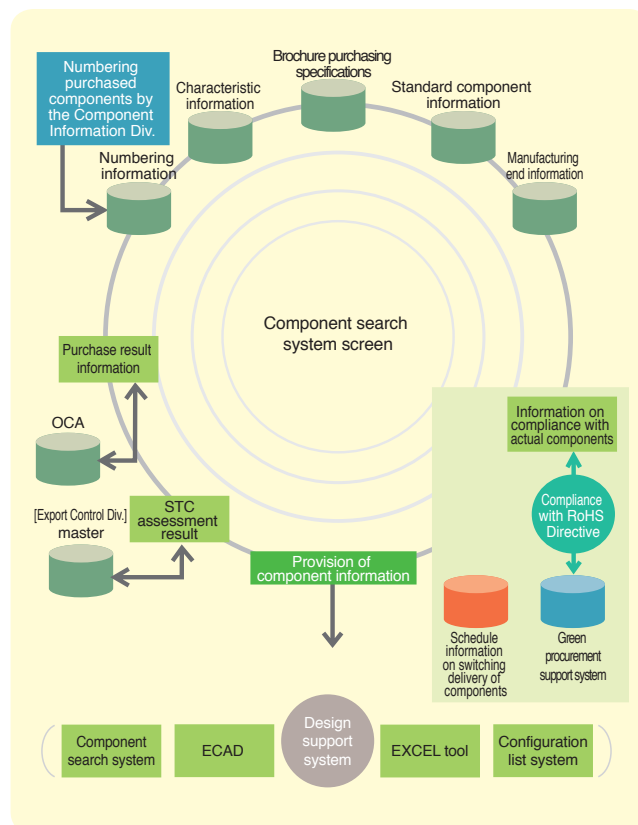 Numbering
purchased
components by
the Component
Information Div.
Characteristic
information
Brochure purchasing
specifications
Standard component
information
Numbering
information
Manufacturing
end information
Component search
system screen
Purchase result
information
OCA
[Export Control Div.]
master
STC
assessment
result
Provision of
component information
Information on
compliance with
actual components
Compliance
with RoHS
Directive
Schedule
information
on switching
delivery of
components
Green
procurement
support system
Component
search system
ECAD
Design
support
system
EXCEL tool
Configuration
list system